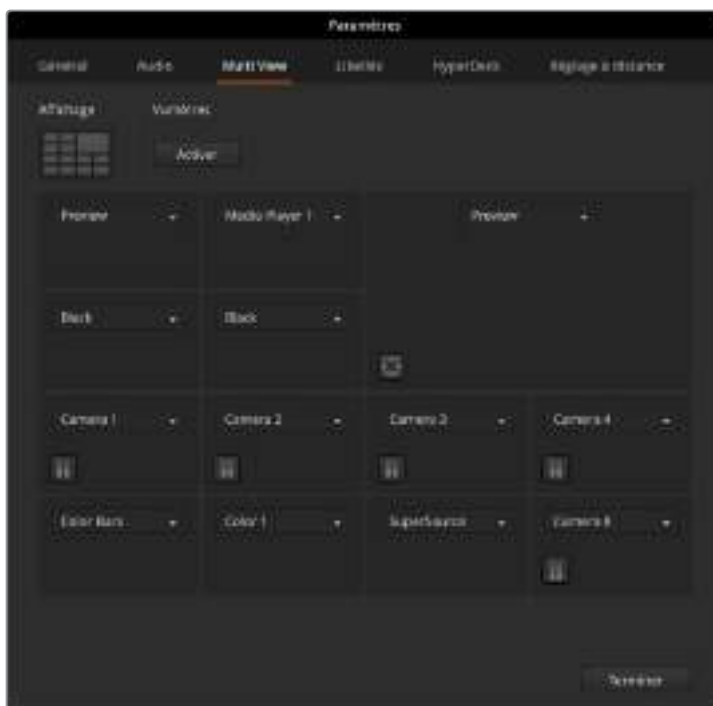 Paramètres
Général Audio Multi View Libellés HyperDeck Réglage à distance
Affichage Vumètres
Activer
Preview Media Player 1 Preview
Black Black
Camera 1 Camera 2 Camera 3 Camera 4
Color Bars Color 1 SuperSource Camera 8
Terminer